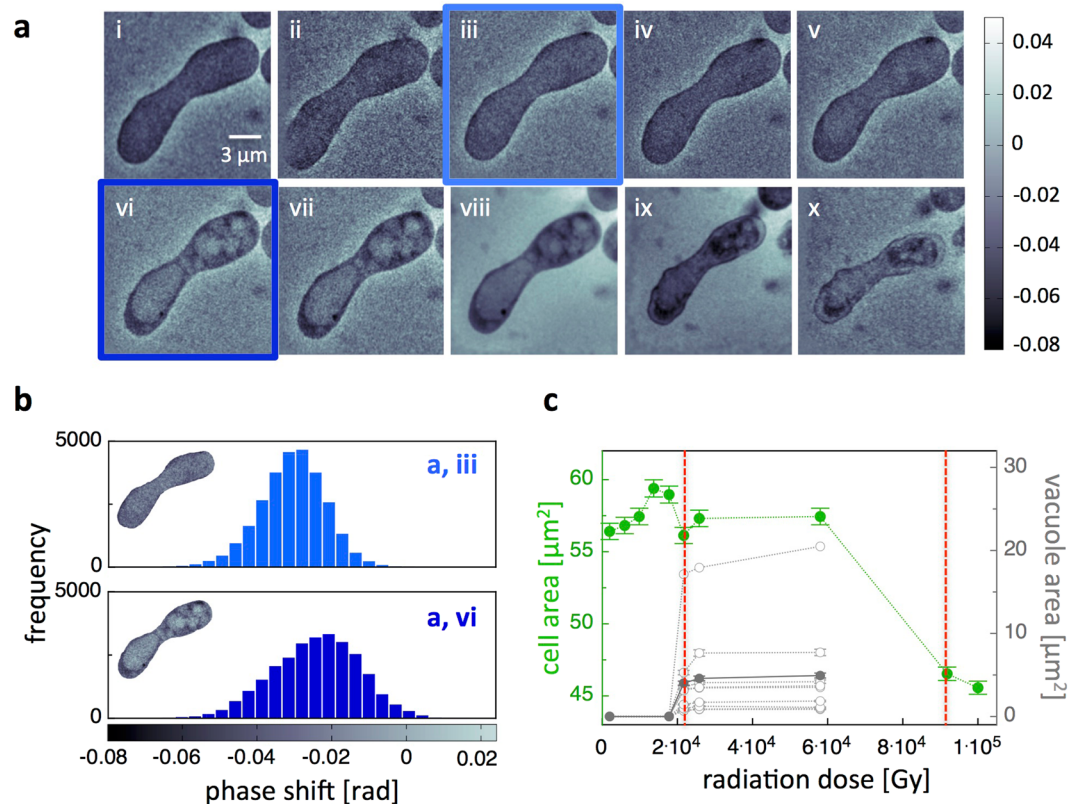 a
i
ii
iii
iv
v
3 µm
vi
vii
viii
ix
x
0.04
0.02
0
-0.02
-0.04
-0.06
-0.08
b
5000
0
a, iii
5000
0
a, vi
frequency
-0.08
-0.06
-0.04
-0.02
0
0.02
phase shift [rad]
c
60
55
48
45
cell area [µm²]
30
20
10
0
vacuole area [µm²]
0
2·10⁴
4·10⁴
6·10⁴
8·10⁴
1·10⁵
radiation dose [Gy]